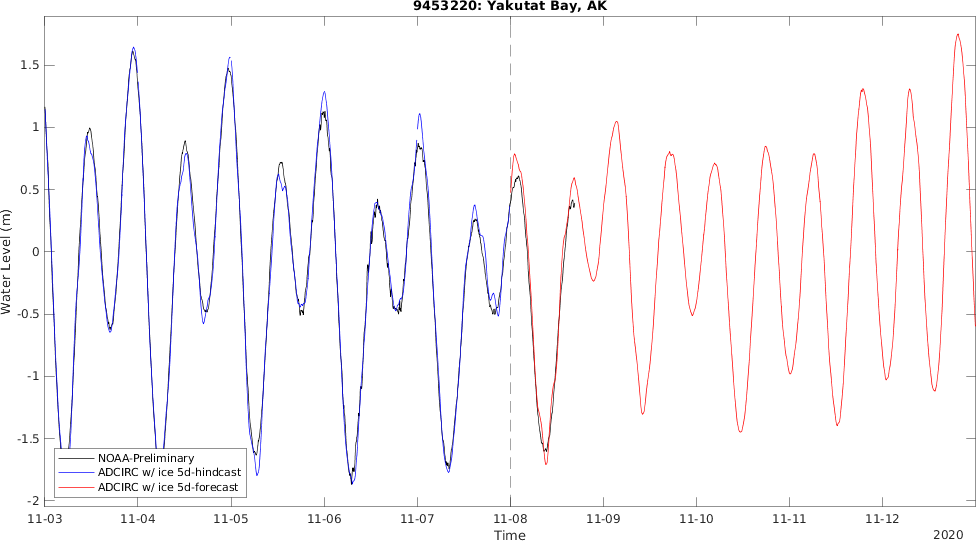 9453220: Yakutat Bay, AK
Water Level (m)
1.5
1
0.5
0
-0.5
-1
-1.5
-2
NOAA-Preliminary
ADCIRC w/ ice 5d-hindcast
ADCIRC w/ ice 5d-forecast
11-03 11-04 11-05 11-06 11-07 11-08 11-09 11-10 11-11 11-12
Time
2020